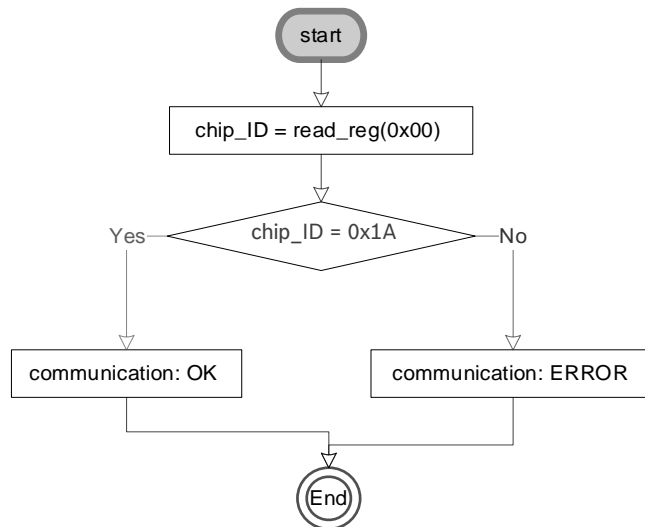 start
chip_ID = read_reg(0x00)
chip_ID = 0x1A
Yes
No
communication: OK
communication: ERROR
End